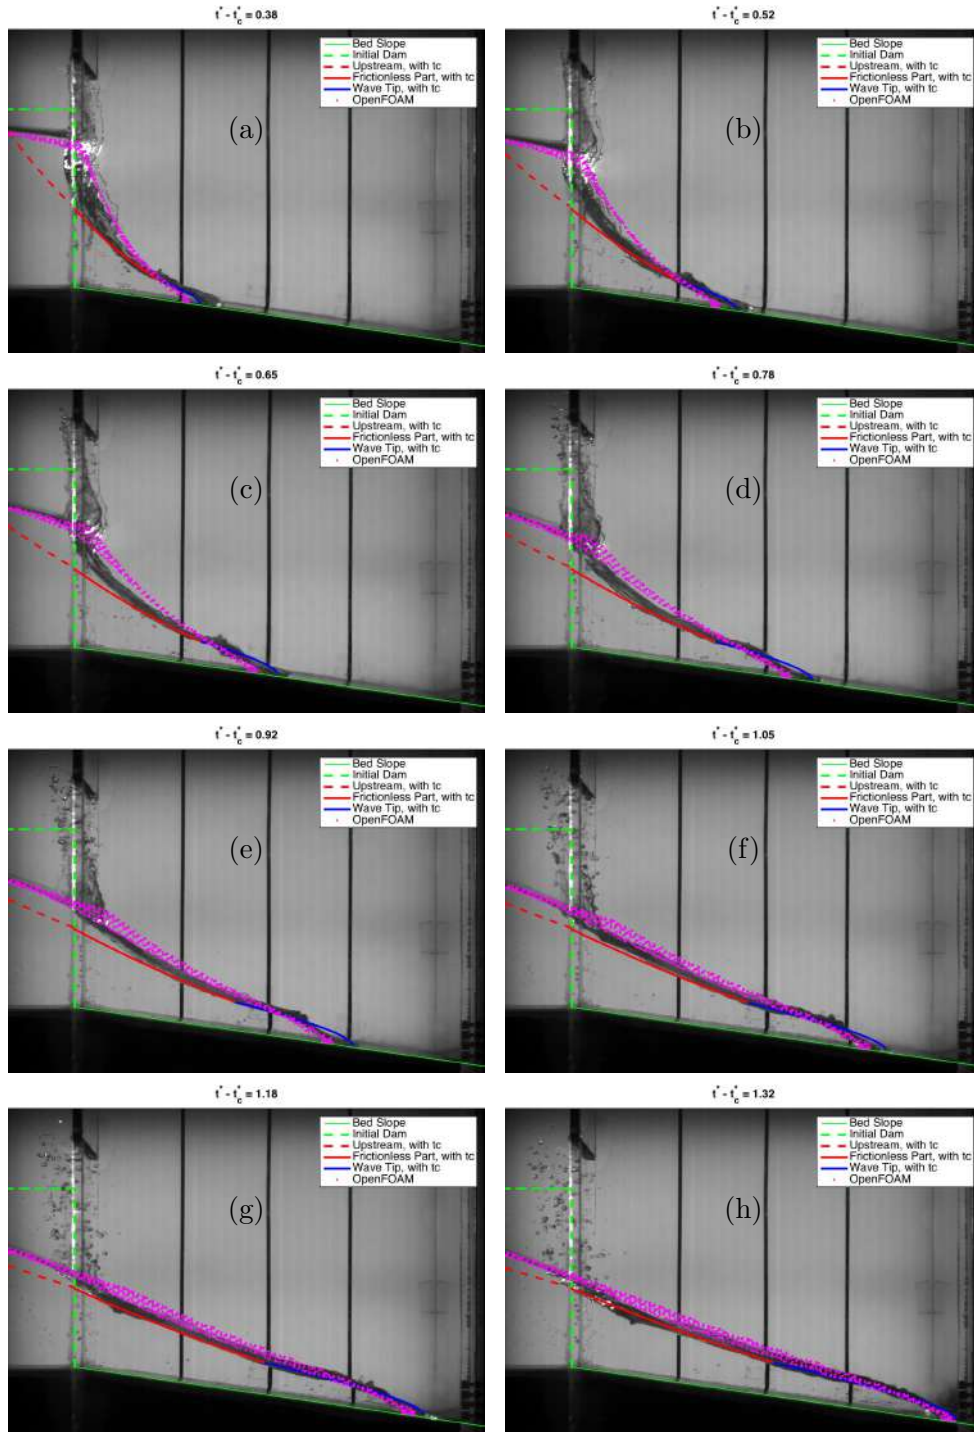 t* - t*c = 0.38
Bed Slope
Initial Dam
Upstream, with tc
Frictionless Part, with tc
Wave Tip, with tc
OpenFOAM
(a)
t* - t*c = 0.52
Bed Slope
Initial Dam
Upstream, with tc
Frictionless Part, with tc
Wave Tip, with tc
OpenFOAM
(b)
t* - t*c = 0.65
Bed Slope
Initial Dam
Upstream, with tc
Frictionless Part, with tc
Wave Tip, with tc
OpenFOAM
(c)
t* - t*c = 0.78
Bed Slope
Initial Dam
Upstream, with tc
Frictionless Part, with tc
Wave Tip, with tc
OpenFOAM
(d)
t* - t*c = 0.92
Bed Slope
Initial Dam
Upstream, with tc
Frictionless Part, with tc
Wave Tip, with tc
OpenFOAM
(e)
t* - t*c = 1.05
Bed Slope
Initial Dam
Upstream, with tc
Frictionless Part, with tc
Wave Tip, with tc
OpenFOAM
(f)
t* - t*c = 1.18
Bed Slope
Initial Dam
Upstream, with tc
Frictionless Part, with tc
Wave Tip, with tc
OpenFOAM
(g)
t* - t*c = 1.32
Bed Slope
Initial Dam
Upstream, with tc
Frictionless Part, with tc
Wave Tip, with tc
OpenFOAM
(h)